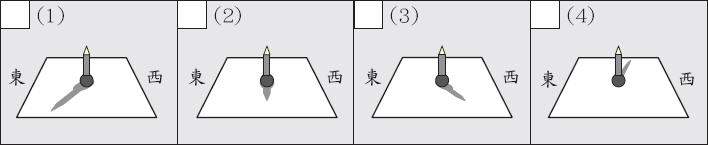 (1)
東 西
(2)
東 西
(3)
東 西
(4)
東 西